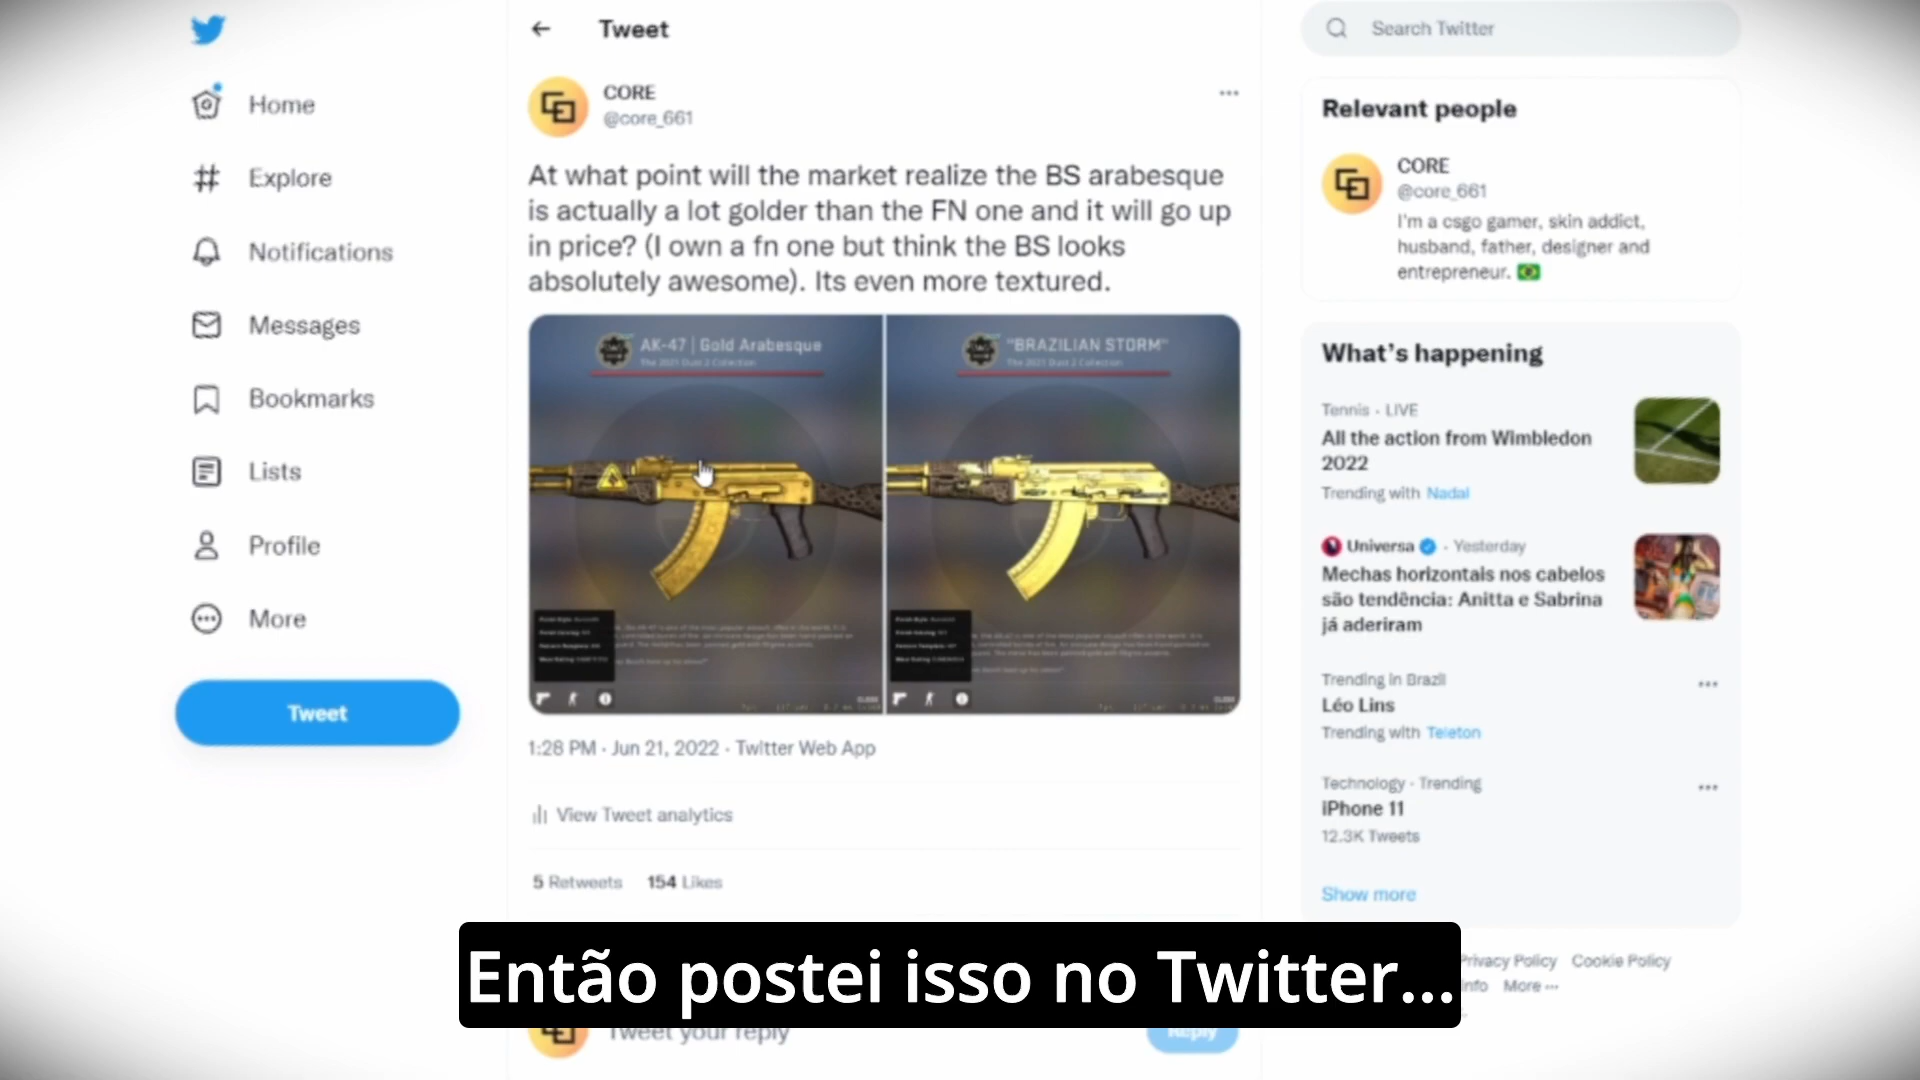 Tweet
Search Twitter
CORE
@core_661
Home
Explore
Notifications
Messages
Bookmarks
Lists
Profile
More
Tweet
At what point will the market realize the BS arabesque
is actually a lot golder than the FN one and it will go up
in price? (I own a fn one but think the BS looks
absolutely awesome). Its even more textured.
AK-47 | Gold Arabesque
The 2021 Dust 2 Collection
"BRAZILIAN STORM"
The 2021 Dust 2 Collection
1:28 PM · Jun 21, 2022 · Twitter Web App
View Tweet analytics
5 Retweets 154 Likes
Tweet your reply
Reply
Relevant people
CORE
@core_661
I'm a csgo gamer, skin addict,
husband, father, designer and
entrepreneur.
What's happening
Tennis · LIVE
All the action from Wimbledon
2022
Trending with Nadal
Universa · Yesterday
Mechas horizontais nos cabelos
são tendência: Anitta e Sabrina
já aderiram
Trending in Brazil
Léo Lins
Trending with Teleton
Technology · Trending
iPhone 11
12.3K Tweets
Show more
Privacy Policy Cookie Policy
info More ...
Então postei isso no Twitter...